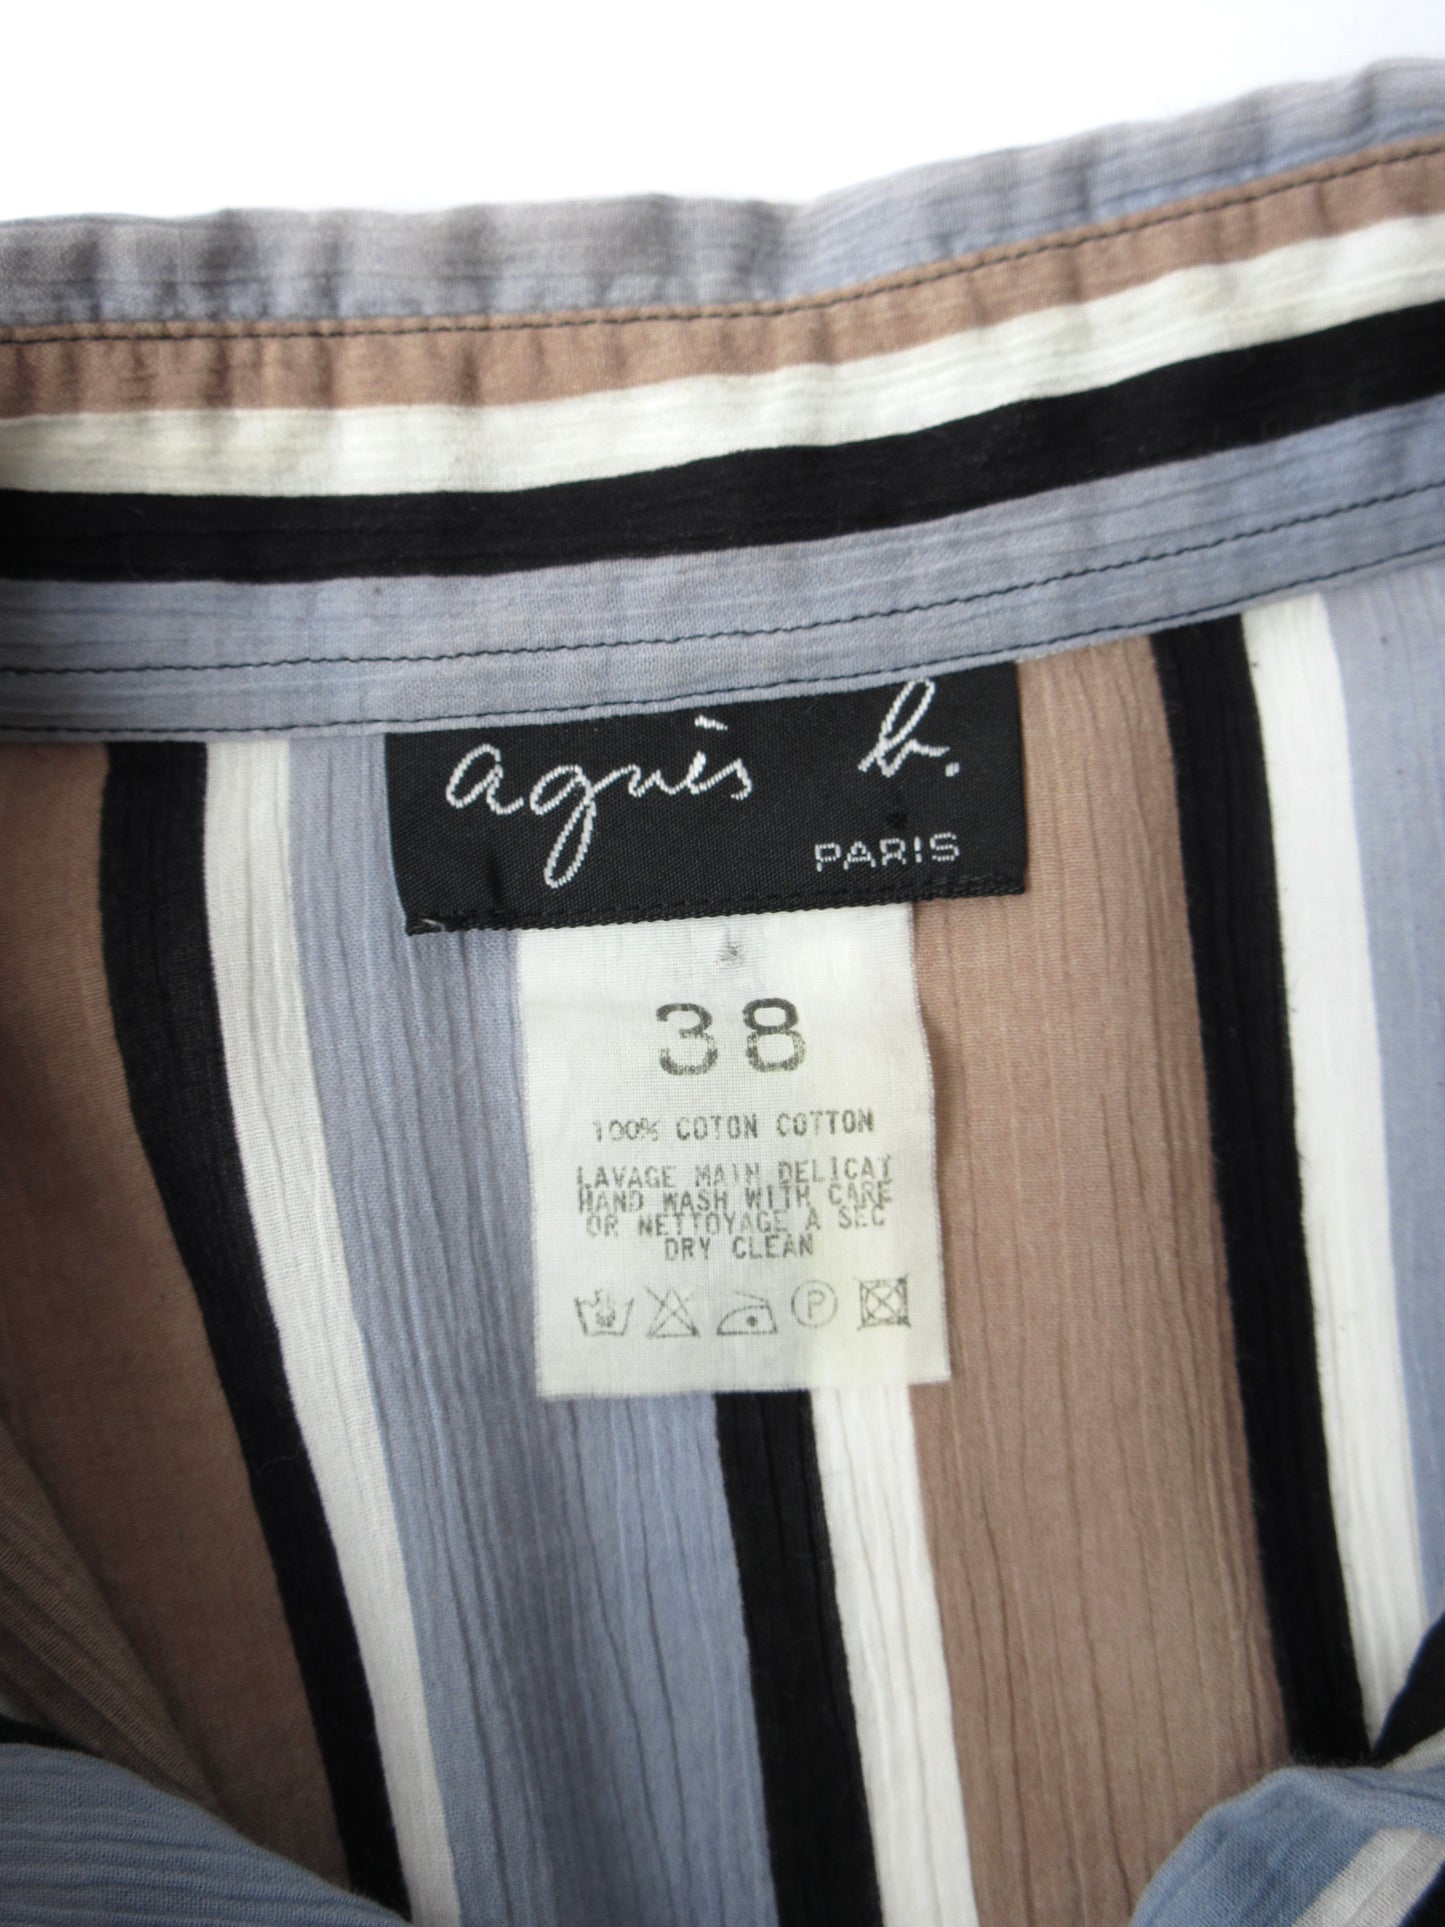 agnès b.
PARIS
38
100% COTON COTTON
LAVAGE MAIN DELICAT
HAND WASH WITH CARE
OR NETTOYAGE A SEC
DRY CLEAN
P